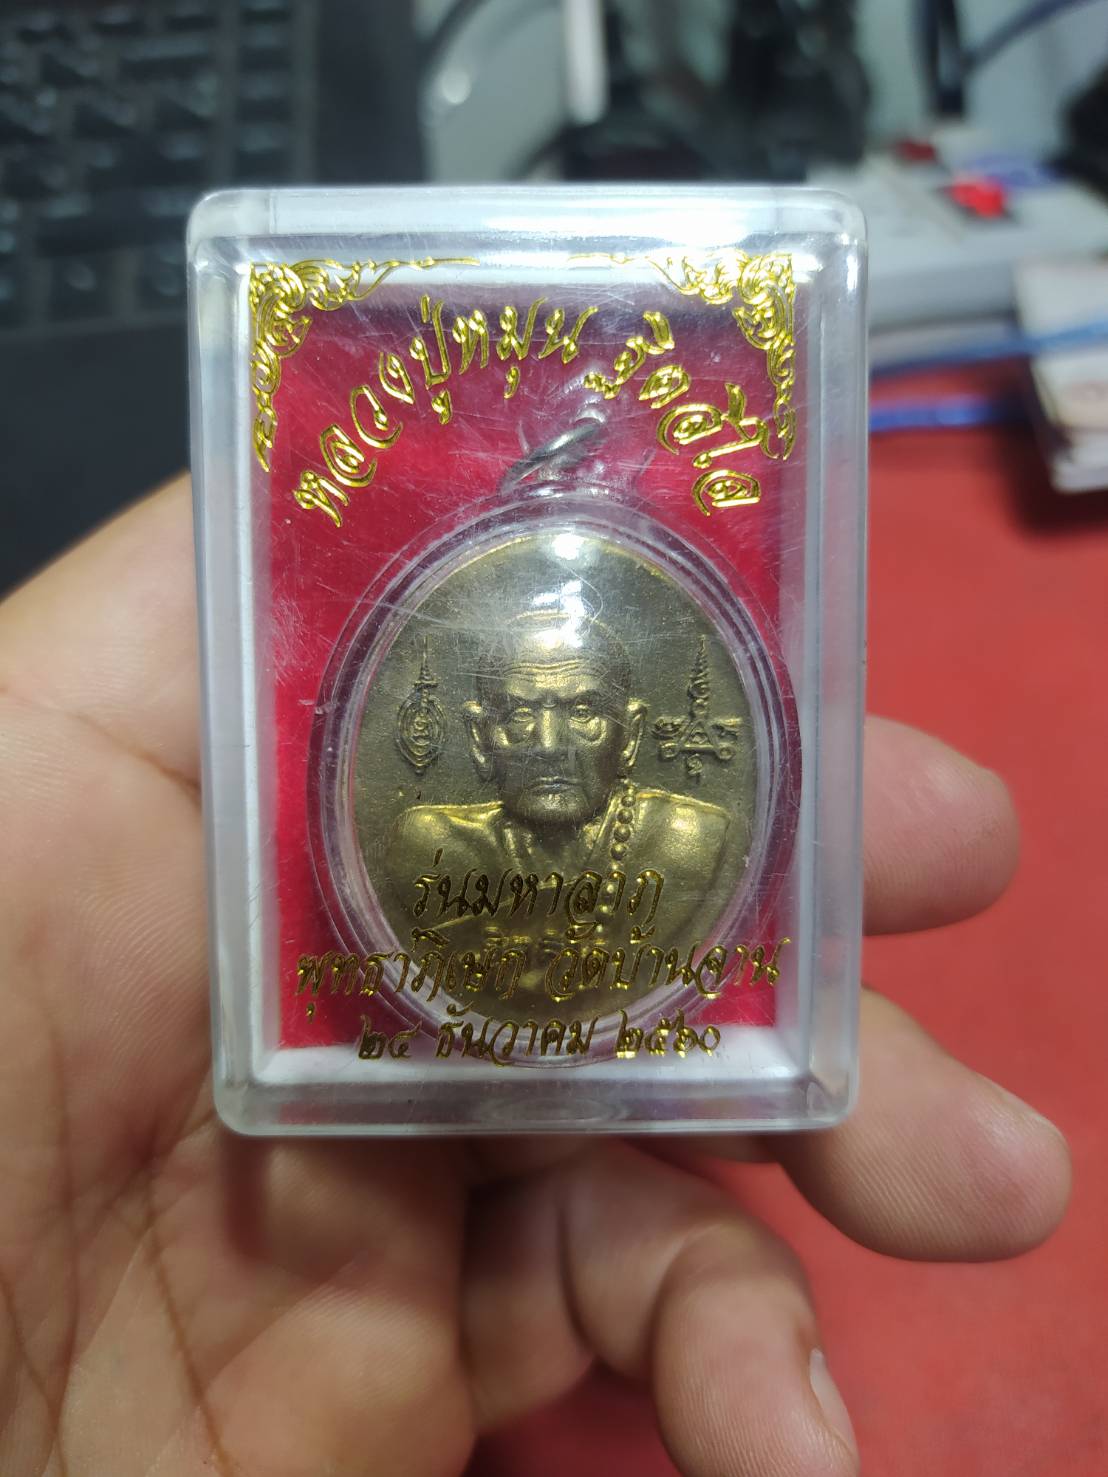 หลวงปู่หมุน ฐิตสีโล
รุ่นมหาลาภ
พุทธาภิเษก วัดบ้านจาน
๒๔ ธันวาคม ๒๕๖๐